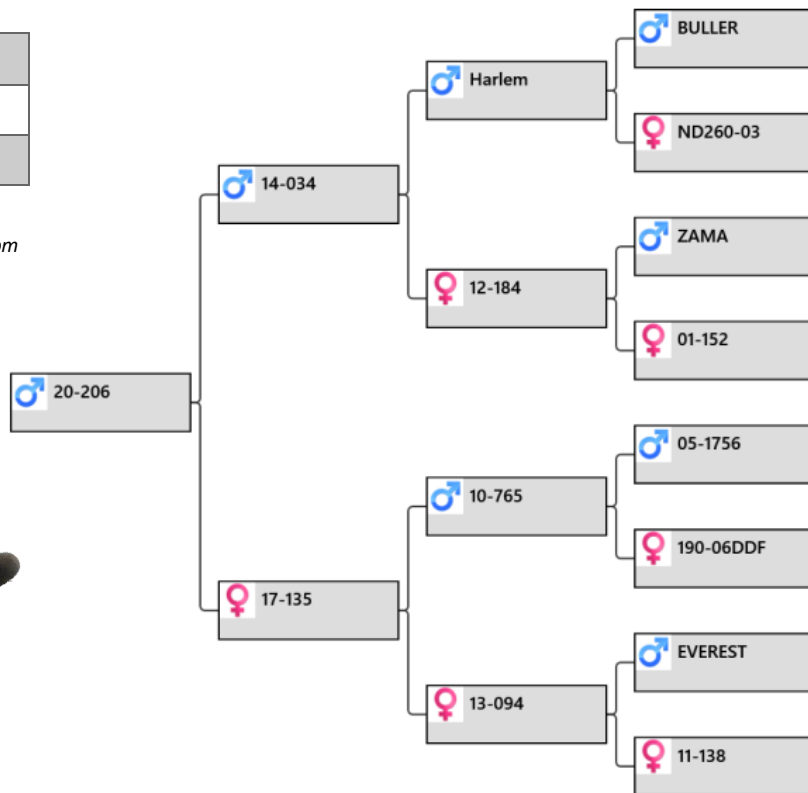 BULLER
Harlem
ND260-03
14-034
ZAMA
12-184
01-152
20-206
05-1756
10-765
190-06DDF
17-135
EVEREST
13-094
11-138